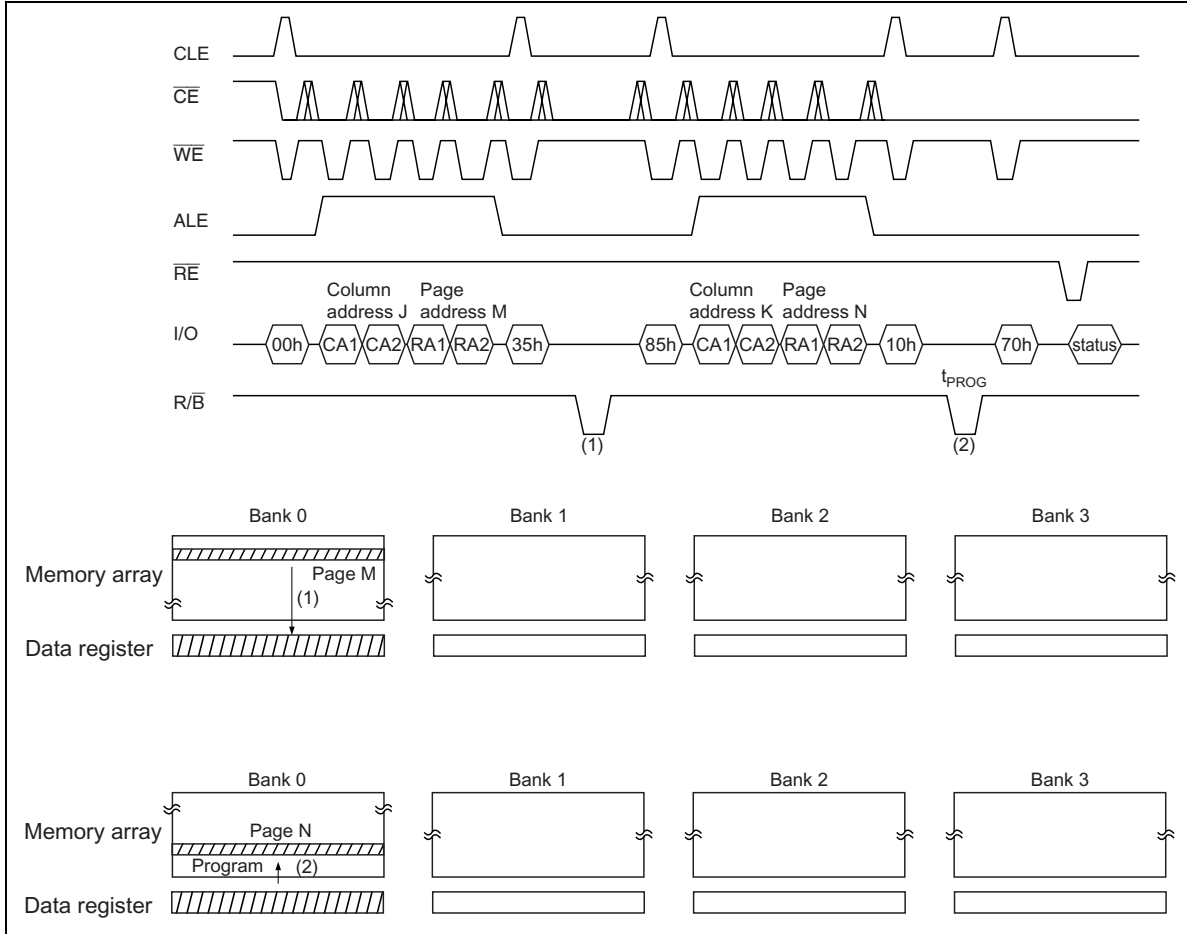 CLE
CE
WE
ALE
RE
Column address J
Page address M
Column address K
Page address N
I/O 00h CA1 CA2 RA1 RA2 35h 85h CA1 CA2 RA1 RA2 10h 70h status
tPROG
R/B
(1) (2)
Bank 0 Bank 1 Bank 2 Bank 3
Memory array
Page M
(1)
Data register
Bank 0 Bank 1 Bank 2 Bank 3
Memory array
Page N
Program (2)
Data register